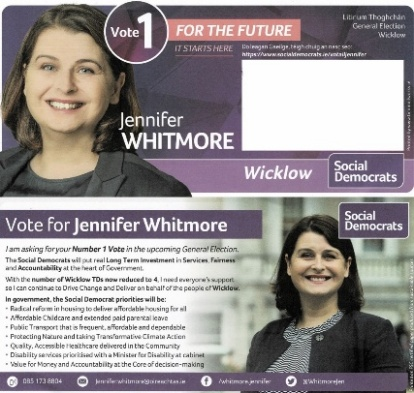 Vote 1
FOR THE FUTURE
IT STARTS HERE
Litriúm Thoghcháin
General Election
Wicklow
https://www.socialdemocrats.ie/votejennifer
Jennifer
WHITMORE
Wicklow
Social
Democrats
Vote for Jennifer Whitmore
Social
Democrats
I am asking for your Number 1 Vote in the upcoming General Election.
The Social Democrats will put real Long Term Investment in Services, Fairness
and Accountability at the heart of Government.
With the number of Wicklow TDs now reduced to 4, I need everyone's support,
so I can continue to Drive Change and Deliver on behalf of the people of Wicklow.
In government, the Social Democrat priorities will be:
• Radical reform in housing to deliver affordable housing for all
• Affordable Childcare and extended paid parental leave
• Public Transport that is frequent, affordable and dependable
• Protecting Nature and taking Transformative Climate Action
• Quality, Accessible Healthcare delivered in the Community
• Disability services prioritised with a Minister for Disability at cabinet
• Value for Money and Accountability at the Core of decision-making
085 173 8804
jenniferwhitmore@oireachtas.ie
/whitmore.jennifer
@WhitmoreJen